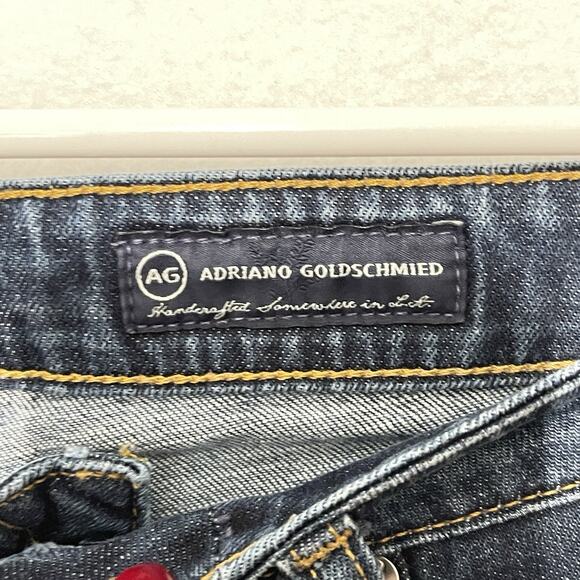 AG ADRIANO GOLDSCHMIED
Handcrafted Somewhere in L.A.